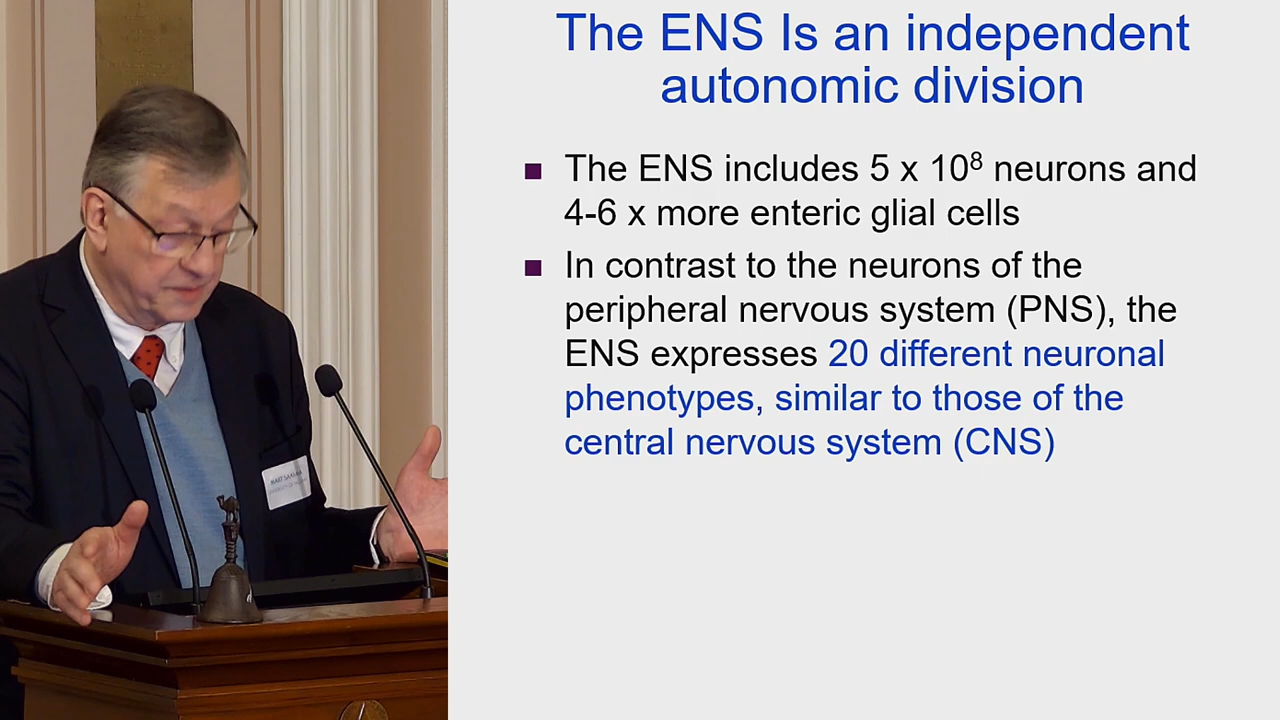 The ENS Is an independent
autonomic division
The ENS includes 5 x 10⁸ neurons and
4-6 x more enteric glial cells
In contrast to the neurons of the
peripheral nervous system (PNS), the
ENS expresses 20 different neuronal
phenotypes, similar to those of the
central nervous system (CNS)